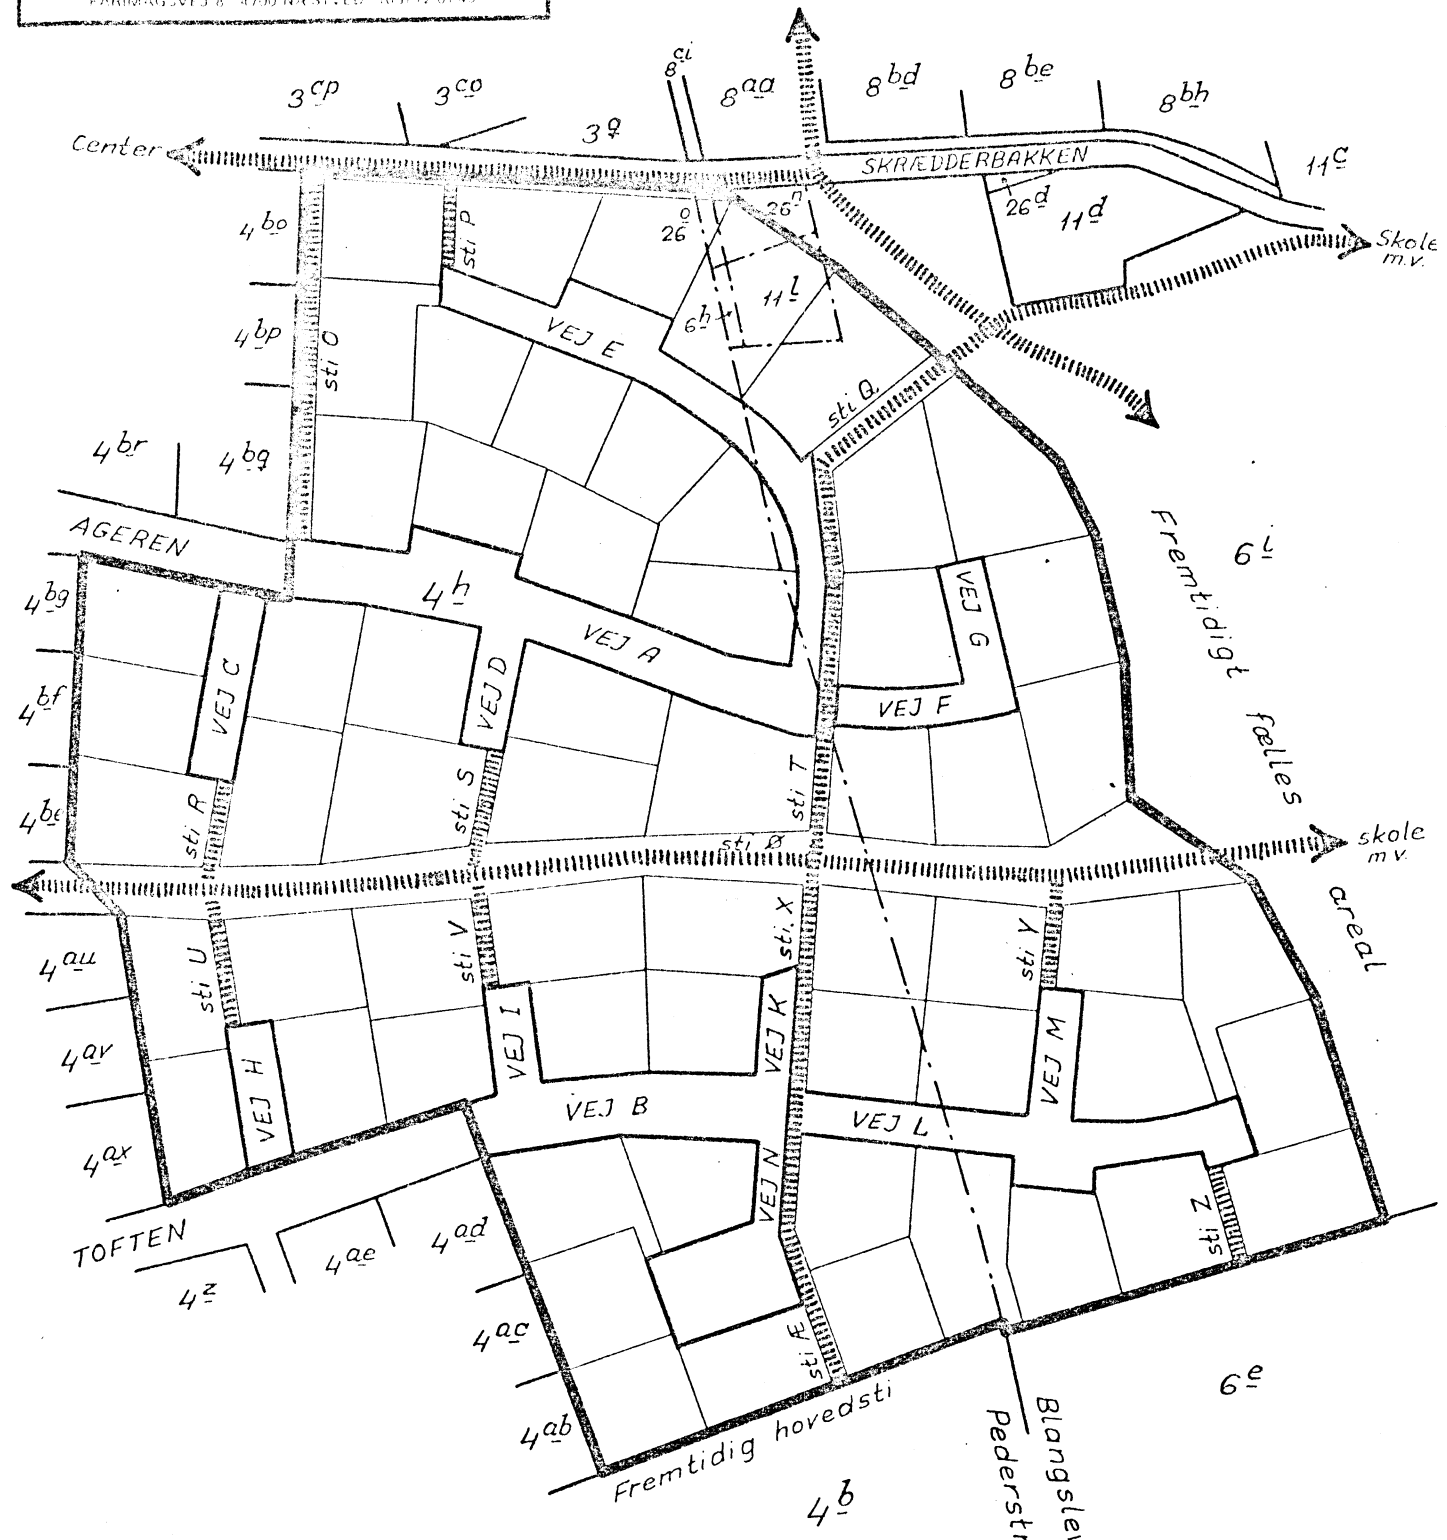 8ci
3cp
3co
3q
8aa
8bd
8be
8bh
Center
SKRÆDDERBAKKEN
11c
26o
26n
26d
11d
Skole
m.v.
4bo
sti P
11l
6h
VEJ E
4bp
sti O
sti Q
4br
4bq
AGEREN
Fremtidigt fælles areal
6i
4h
4bg
VEJ G
VEJ A
VEJ C
VEJ D
4bf
VEJ F
sti T
sti S
sti R
4be
sti Ø
skole
m v.
sti U
sti V
sti X
sti Y
4au
VEJ I
VEJ K
VEJ M
4av
VEJ H
VEJ B
VEJ L
4ax
VEJ N
sti Z
TOFTEN
4z
4ae
4ad
4ac
sti Æ
6e
4ab
Fremtidig hovedsti
4b